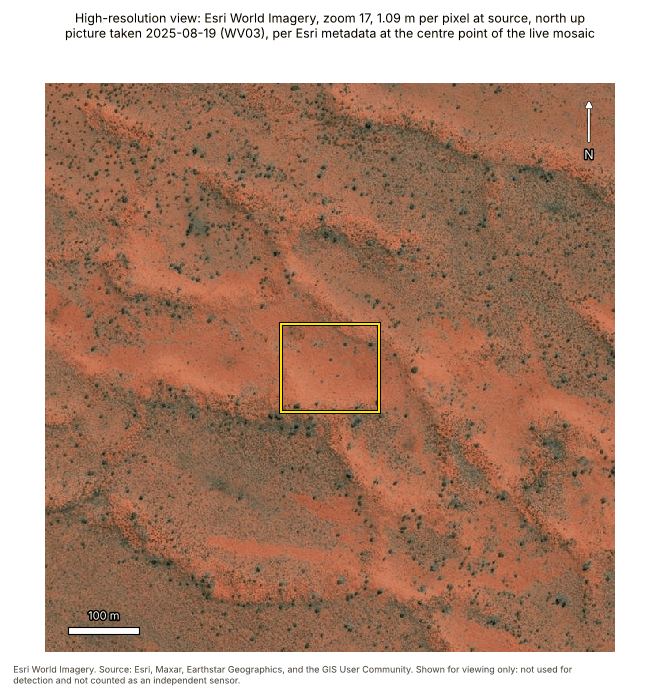 High-resolution view: Esri World Imagery, zoom 17, 1.09 m per pixel at source, north up
picture taken 2025-08-19 (WV03), per Esri metadata at the centre point of the live mosaic
N
100 m
Esri World Imagery. Source: Esri, Maxar, Earthstar Geographics, and the GIS User Community. Shown for viewing only: not used for
detection and not counted as an independent sensor.